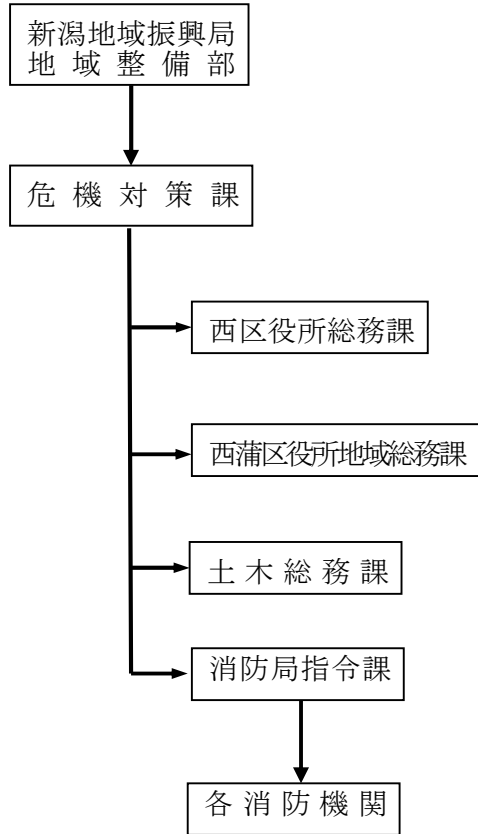 新潟地域振興局
地域整備部
危機対策課
西区役所総務課
西蒲区役所地域総務課
土木総務課
消防局指令課
各消防機関